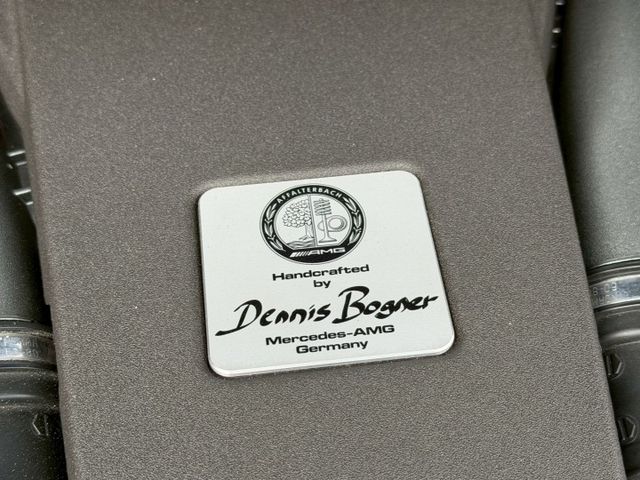 AFFALTERBACH
AMG
Handcrafted
by
Dennis Bogner
Mercedes-AMG
Germany